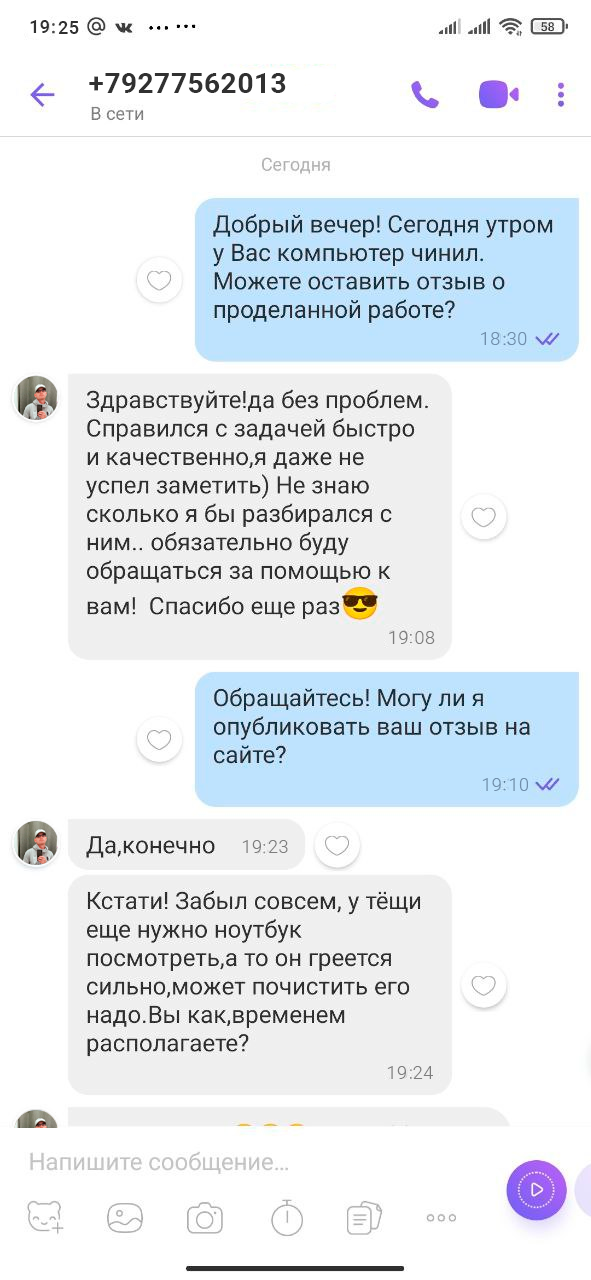 19:25
58
+79277562013
В сети
Сегодня
Добрый вечер! Сегодня утром
у Вас компьютер чинил.
Можете оставить отзыв о
проделанной работе?
18:30
Здравствуйте!да без проблем.
Справился с задачей быстро
и качественно,я даже не
успел заметить) Не знаю
сколько я бы разбирался с
ним.. обязательно буду
обращаться за помощью к
вам!  Спасибо еще раз😎
19:08
Обращайтесь! Могу ли я
опубликовать ваш отзыв на
сайте?
19:10
Да,конечно 19:23
Кстати! Забыл совсем, у тёщи
еще нужно ноутбук
посмотреть,а то он греется
сильно,может почистить его
надо.Вы как,временем
располагаете?
19:24
Напишите сообщение...